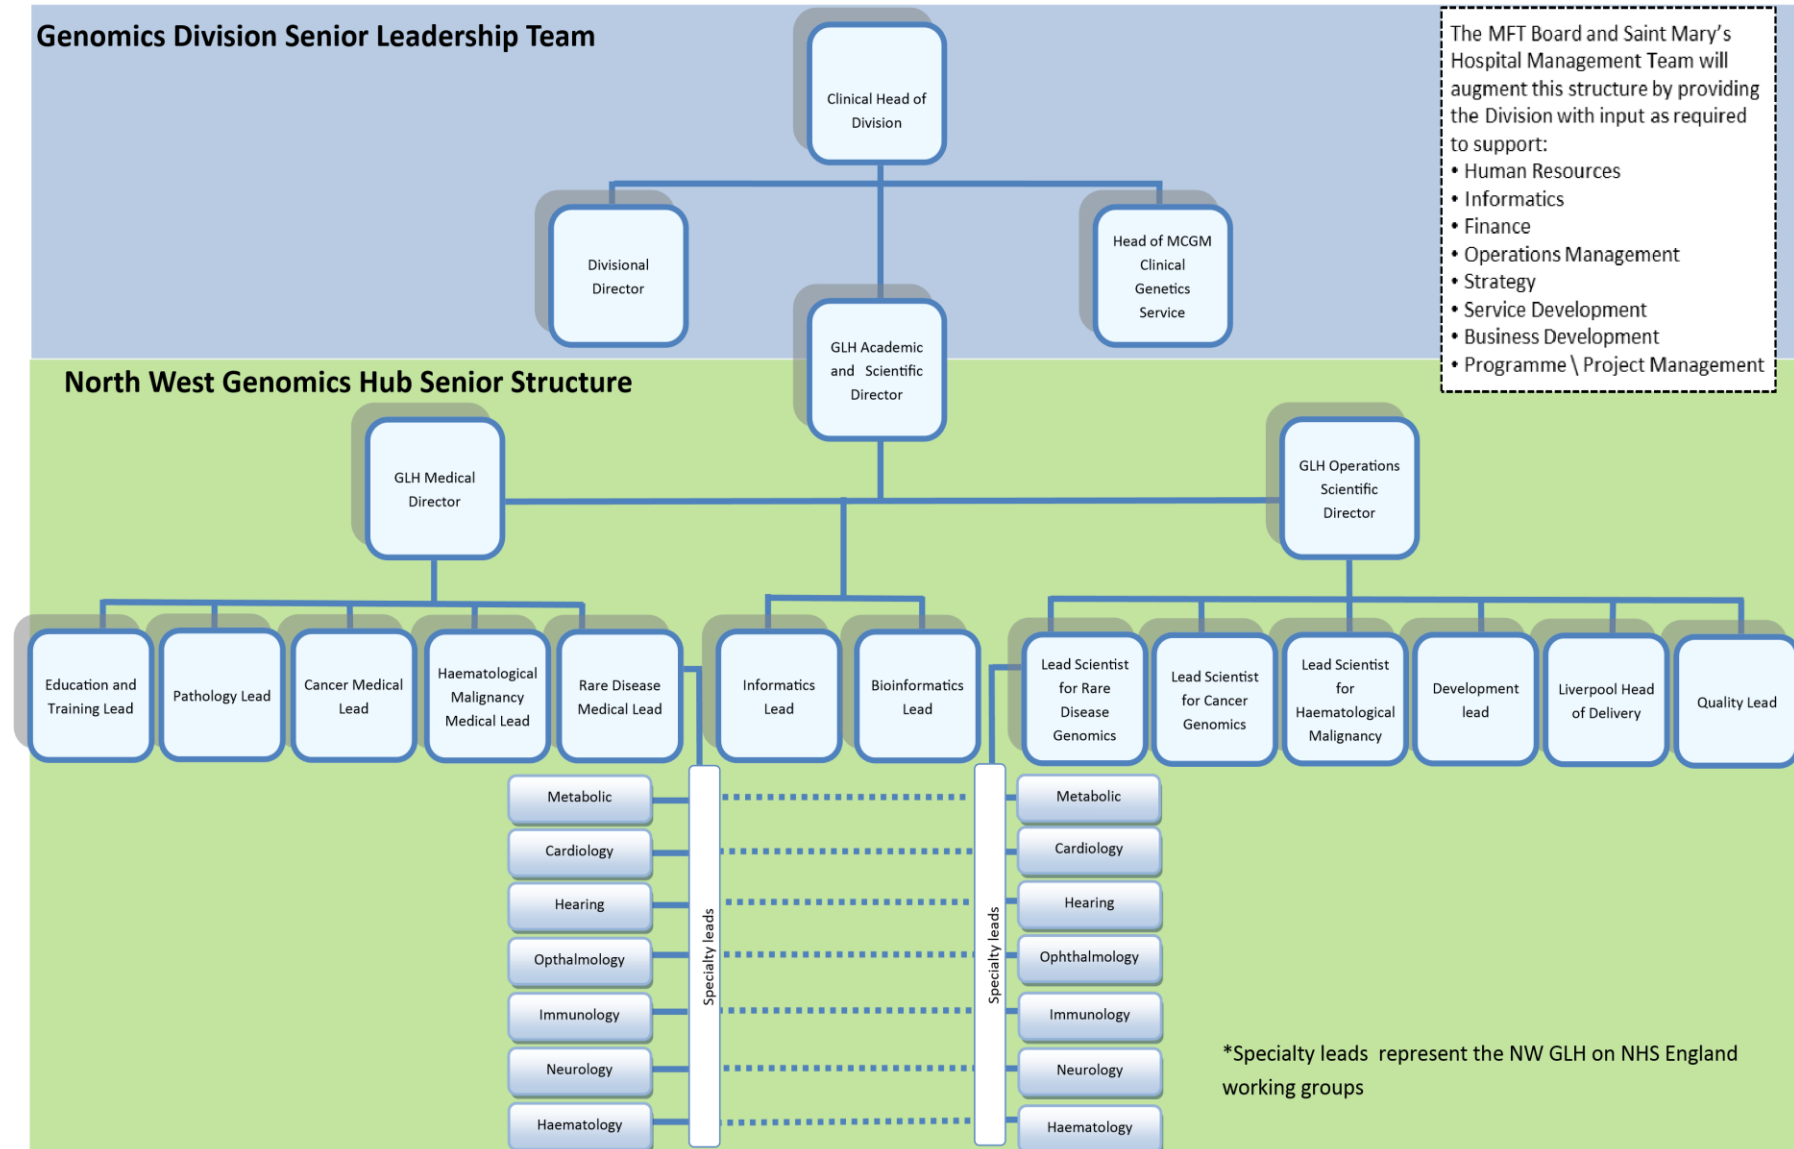 Genomics Division Senior Leadership Team
The MFT Board and Saint Mary’s
Hospital Management Team will
augment this structure by providing
the Division with input as required
to support:
• Human Resources
• Informatics
• Finance
• Operations Management
• Strategy
• Service Development
• Business Development
• Programme \ Project Management
Clinical Head of
Division
Divisional
Director
Head of MCGM
Clinical
Genetics
Service
GLH Academic
and Scientific
Director
North West Genomics Hub Senior Structure
GLH Medical
Director
GLH Operations
Scientific
Director
Education and
Training Lead
Pathology Lead
Cancer Medical
Lead
Haematological
Malignancy
Medical Lead
Rare Disease
Medical Lead
Informatics
Lead
Bioinformatics
Lead
Lead Scientist
for Rare
Disease
Genomics
Lead Scientist
for Cancer
Genomics
Lead Scientist
for
Haematological
Malignancy
Development
lead
Liverpool Head
of Delivery
Quality Lead
Metabolic
Cardiology
Hearing
Opthalmology
Immunology
Neurology
Haematology
Specialty leads
Specialty leads
Metabolic
Cardiology
Hearing
Ophthalmology
Immunology
Neurology
Haematology
*Specialty leads represent the NW GLH on NHS England
working groups